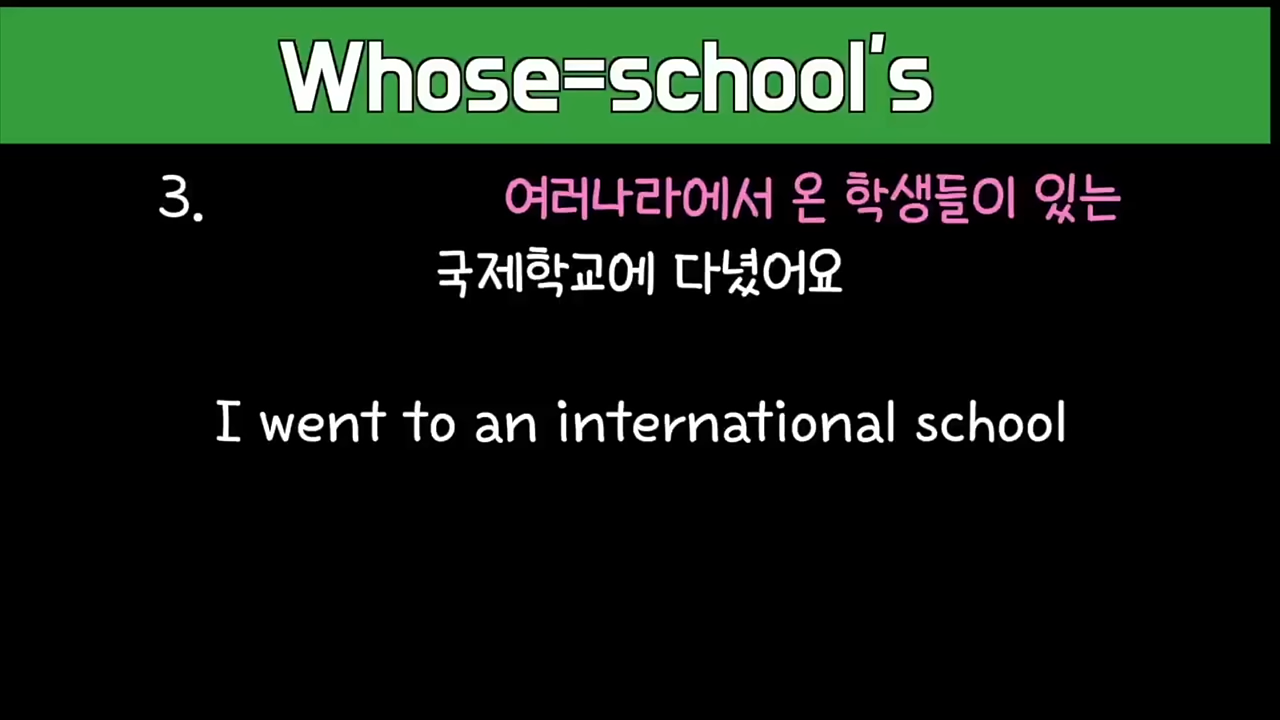 Whose=school's
3. 여러나라에서 온 학생들이 있는
국제학교에 다녔어요
I went to an international school